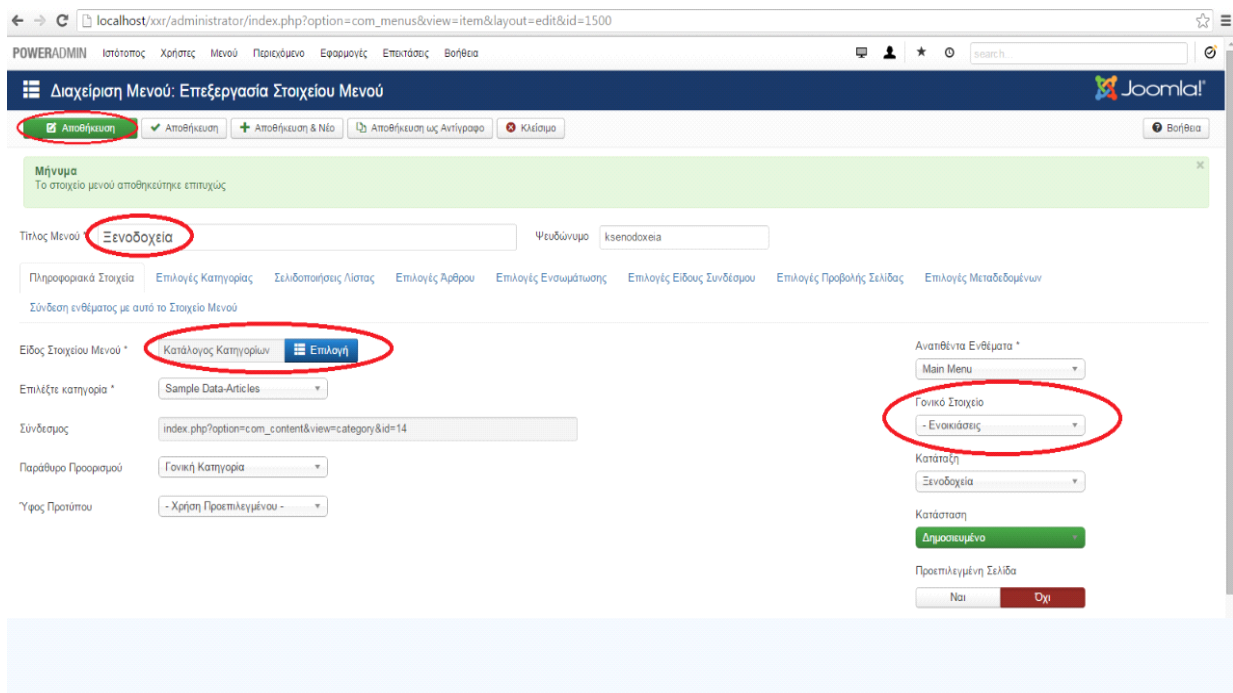 localhost/xxr/administrator/index.php?option=com_menus&view=item&layout=edit&id=1500
POWERADMIN Ιστότοπος Χρήστες Μενού Περιεχόμενο Εφαρμογές Επεκτάσεις Βοήθεια search...
Διαχείριση Μενού: Επεξεργασία Στοιχείου Μενού Joomla!
Αποθήκευση Αποθήκευση Αποθήκευση & Νέο Αποθήκευση ως Αντίγραφο Κλείσιμο Βοήθεια
Μήνυμα
Το στοιχείο μενού αποθηκεύτηκε επιτυχώς
Τίτλος Μενού * Ξενοδοχεία Ψευδώνυμο ksenodoxeia
Πληροφοριακά Στοιχεία Επιλογές Κατηγορίας Σελιδοποιήσεις Λίστας Επιλογές Άρθρου Επιλογές Ενσωμάτωσης Επιλογές Είδους Συνδέσμου Επιλογές Προβολής Σελίδας Επιλογές Μεταδεδομένων
Σύνδεση ενθέματος με αυτό το Στοιχείο Μενού
Είδος Στοιχείου Μενού * Κατάλογος Κατηγορίων Επιλογή
Επιλέξτε κατηγορία * Sample Data-Articles
Σύνδεσμος index.php?option=com_content&view=category&id=14
Παράθυρο Προορισμού Γονική Κατηγορία
Ύφος Προτύπου - Χρήση Προεπιλεγμένου -
Ανατιθέντα Ενθέματα *
Main Menu
Γονικό Στοιχείο
- Ενοικιάσεις
Κατάταξη
Ξενοδοχεία
Κατάσταση
Δημοσιευμένο
Προεπιλεγμένη Σελίδα
Ναι Όχι